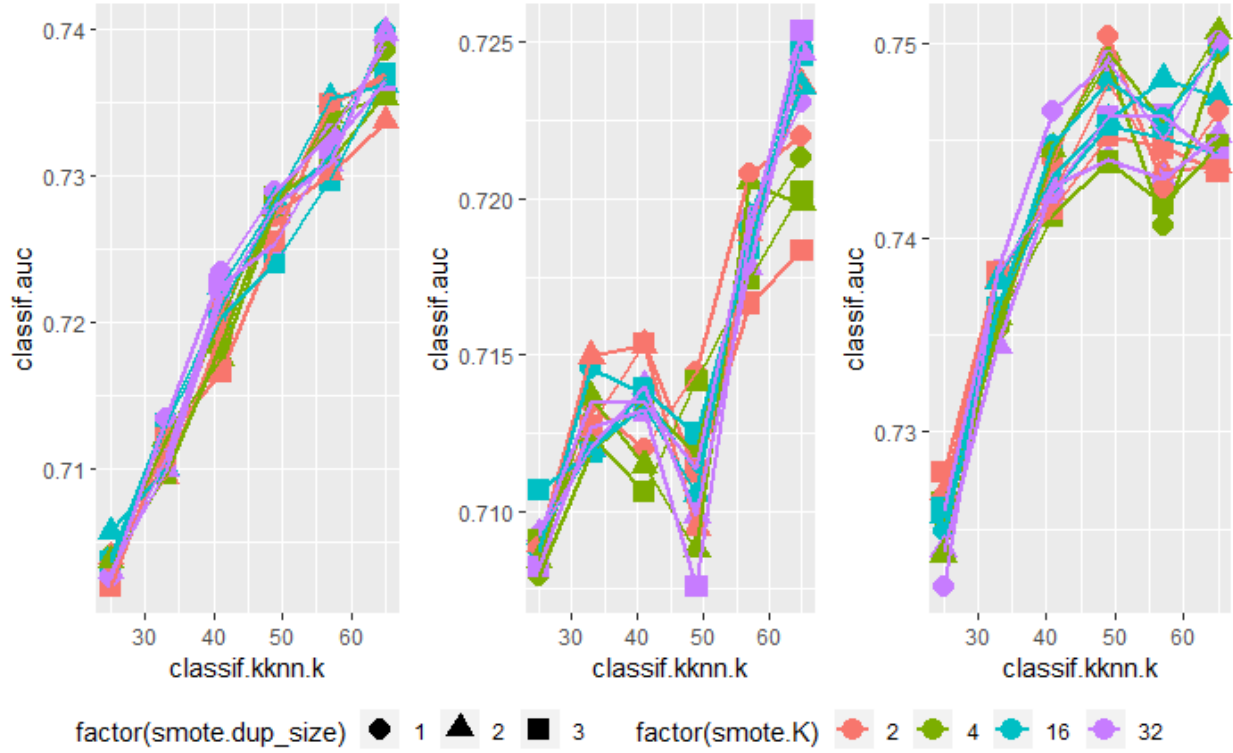 0.74
0.73
0.72
0.71
classif.auc
30 40 50 60
classif.kknn.k
0.725
0.720
0.715
0.710
classif.auc
30 40 50 60
classif.kknn.k
0.75
0.74
0.73
classif.auc
30 40 50 60
classif.kknn.k
factor(smote.dup_size) 1 2 3 factor(smote.K) 2 4 16 32